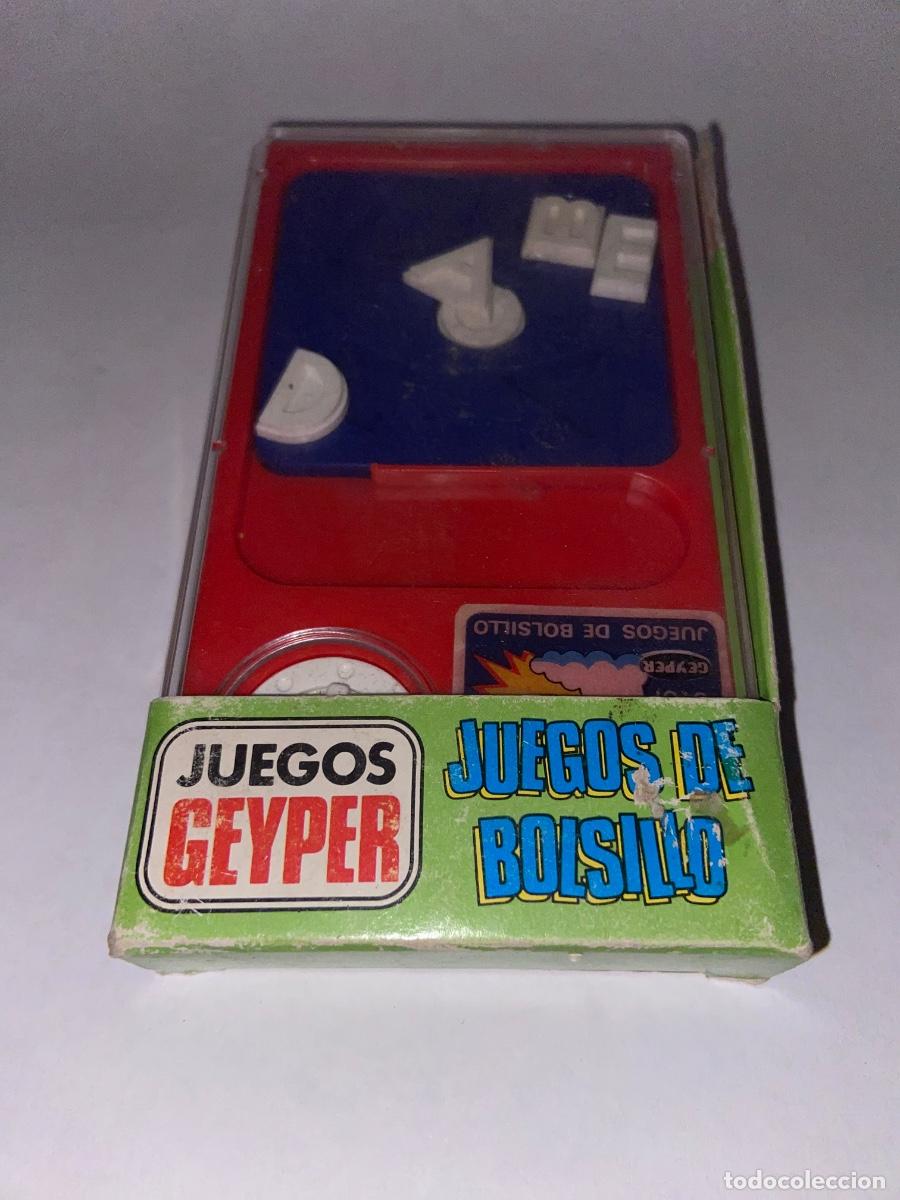 B
E
A
D
JUEGOS DE BOLSILLO
GEYPER
JUEGOS
GEYPER
JUEGOS DE
BOLSILLO
todocoleccion